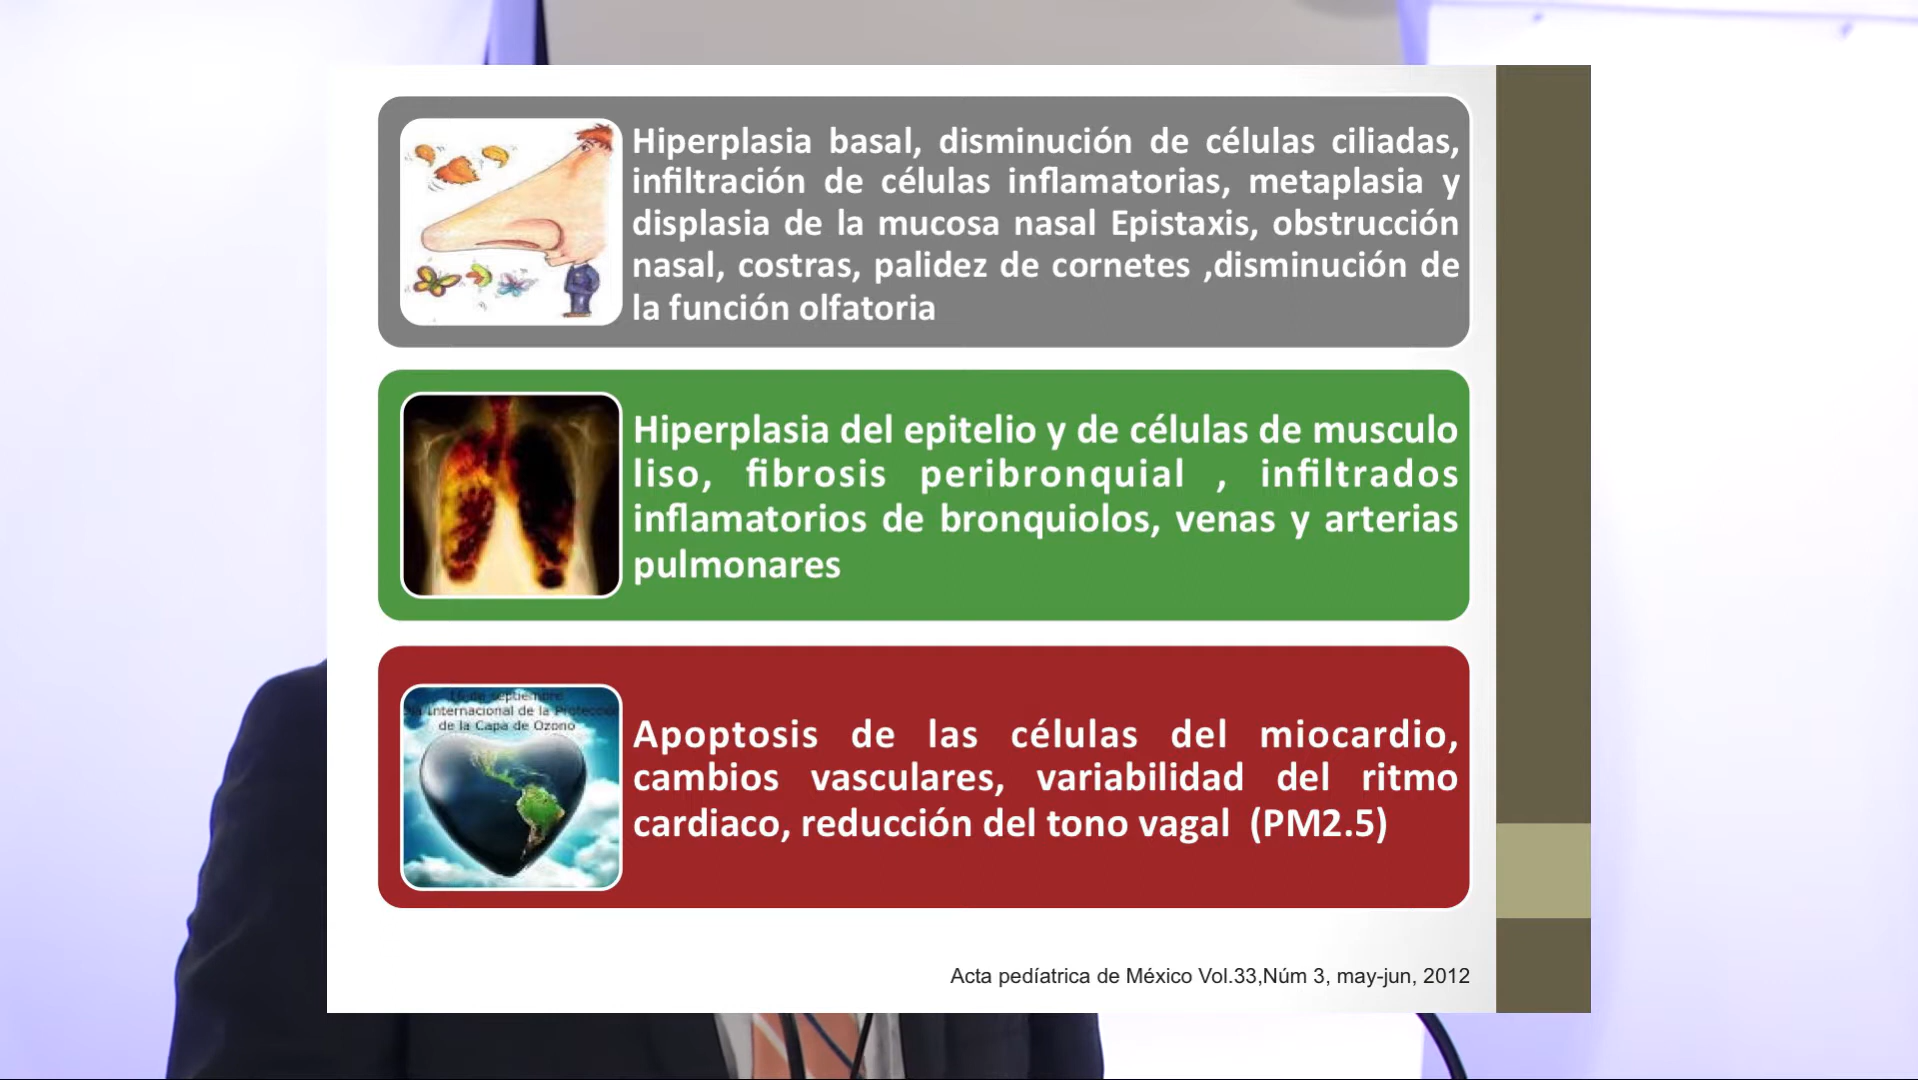 Hiperplasia basal, disminución de células ciliadas,
infiltración de células inflamatorias, metaplasia y
displasia de la mucosa nasal Epistaxis, obstrucción
nasal, costras, palidez de cornetes ,disminución de
la función olfatoria
Hiperplasia del epitelio y de células de musculo
liso, fibrosis peribronquial , infiltrados
inflamatorios de bronquiolos, venas y arterias
pulmonares
16 de septiembre
Internacional de la
de la Capa de Ozono
Apoptosis de las células del miocardio,
cambios vasculares, variabilidad del ritmo
cardiaco, reducción del tono vagal (PM2.5)
Acta pedíatrica de México Vol.33,Núm 3, may-jun, 2012